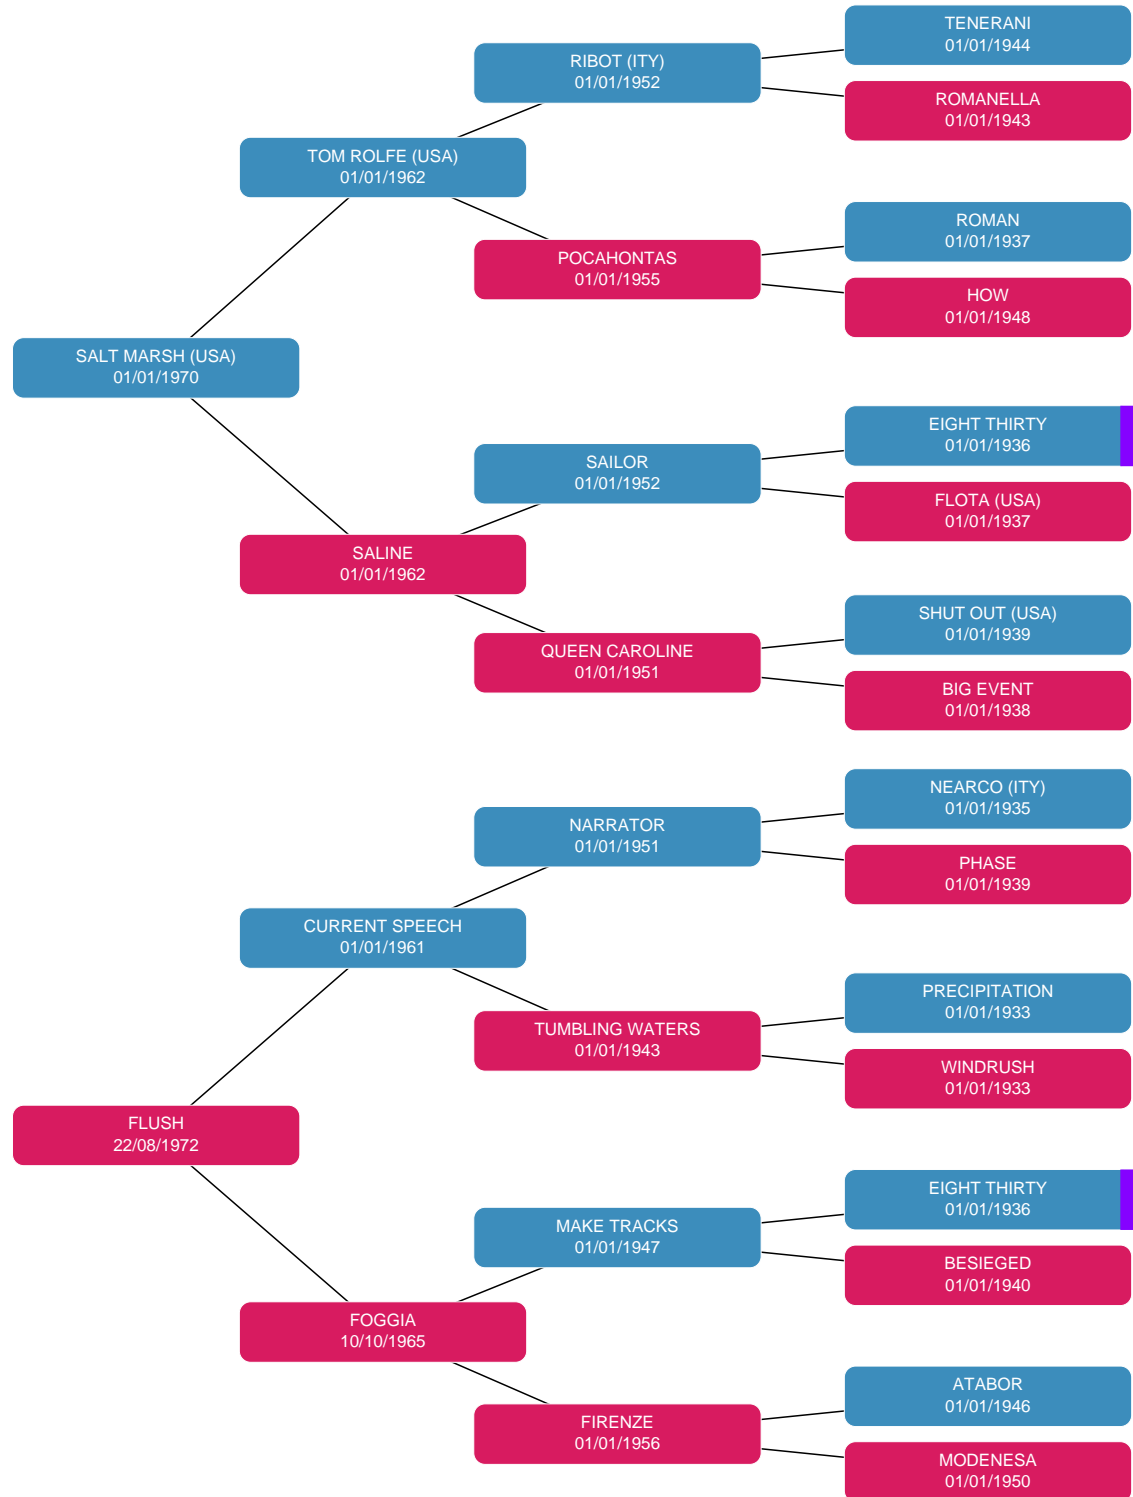 TENERANI
01/01/1944
RIBOT (ITY)
01/01/1952
ROMANELLA
01/01/1943
TOM ROLFE (USA)
01/01/1962
ROMAN
01/01/1937
POCAHONTAS
01/01/1955
HOW
01/01/1948
SALT MARSH (USA)
01/01/1970
EIGHT THIRTY
01/01/1936
SAILOR
01/01/1952
FLOTA (USA)
01/01/1937
SALINE
01/01/1962
SHUT OUT (USA)
01/01/1939
QUEEN CAROLINE
01/01/1951
BIG EVENT
01/01/1938
NEARCO (ITY)
01/01/1935
NARRATOR
01/01/1951
PHASE
01/01/1939
CURRENT SPEECH
01/01/1961
PRECIPITATION
01/01/1933
TUMBLING WATERS
01/01/1943
WINDRUSH
01/01/1933
FLUSH
22/08/1972
EIGHT THIRTY
01/01/1936
MAKE TRACKS
01/01/1947
BESIEGED
01/01/1940
FOGGIA
10/10/1965
ATABOR
01/01/1946
FIRENZE
01/01/1956
MODENESA
01/01/1950